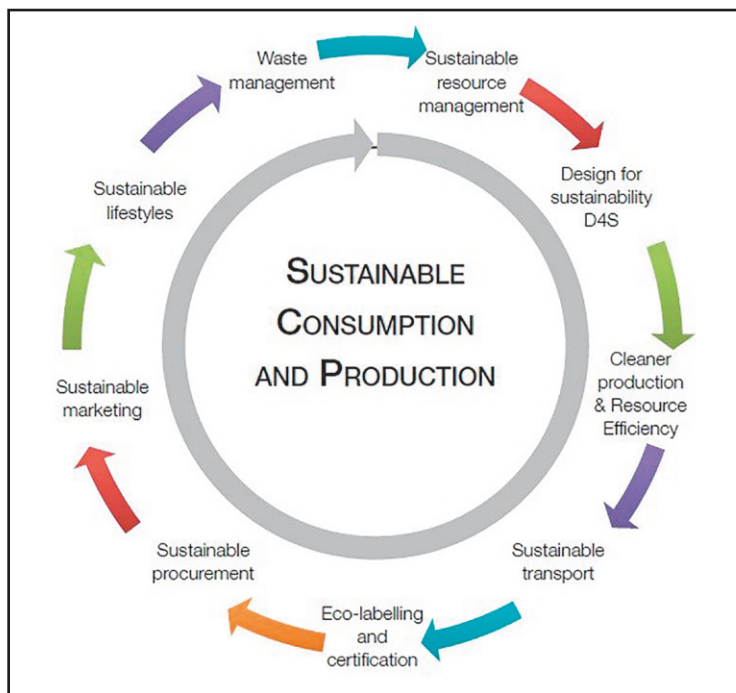 Waste
management
Sustainable
resource
management
Design for
sustainability
D4S
Cleaner
production
& Resource
Efficiency
Sustainable
transport
Eco-labelling
and
certification
Sustainable
procurement
Sustainable
marketing
Sustainable
lifestyles
SUSTAINABLE
CONSUMPTION
AND PRODUCTION